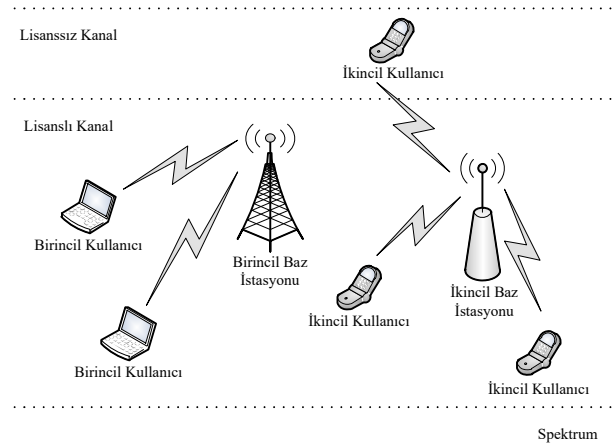 Lisanssız Kanal
İkincil Kullanıcı
Lisanslı Kanal
Birincil Kullanıcı
Birincil Baz
İstasyonu
İkincil Kullanıcı
İkincil Baz
İstasyonu
Birincil Kullanıcı
İkincil Kullanıcı
Spektrum